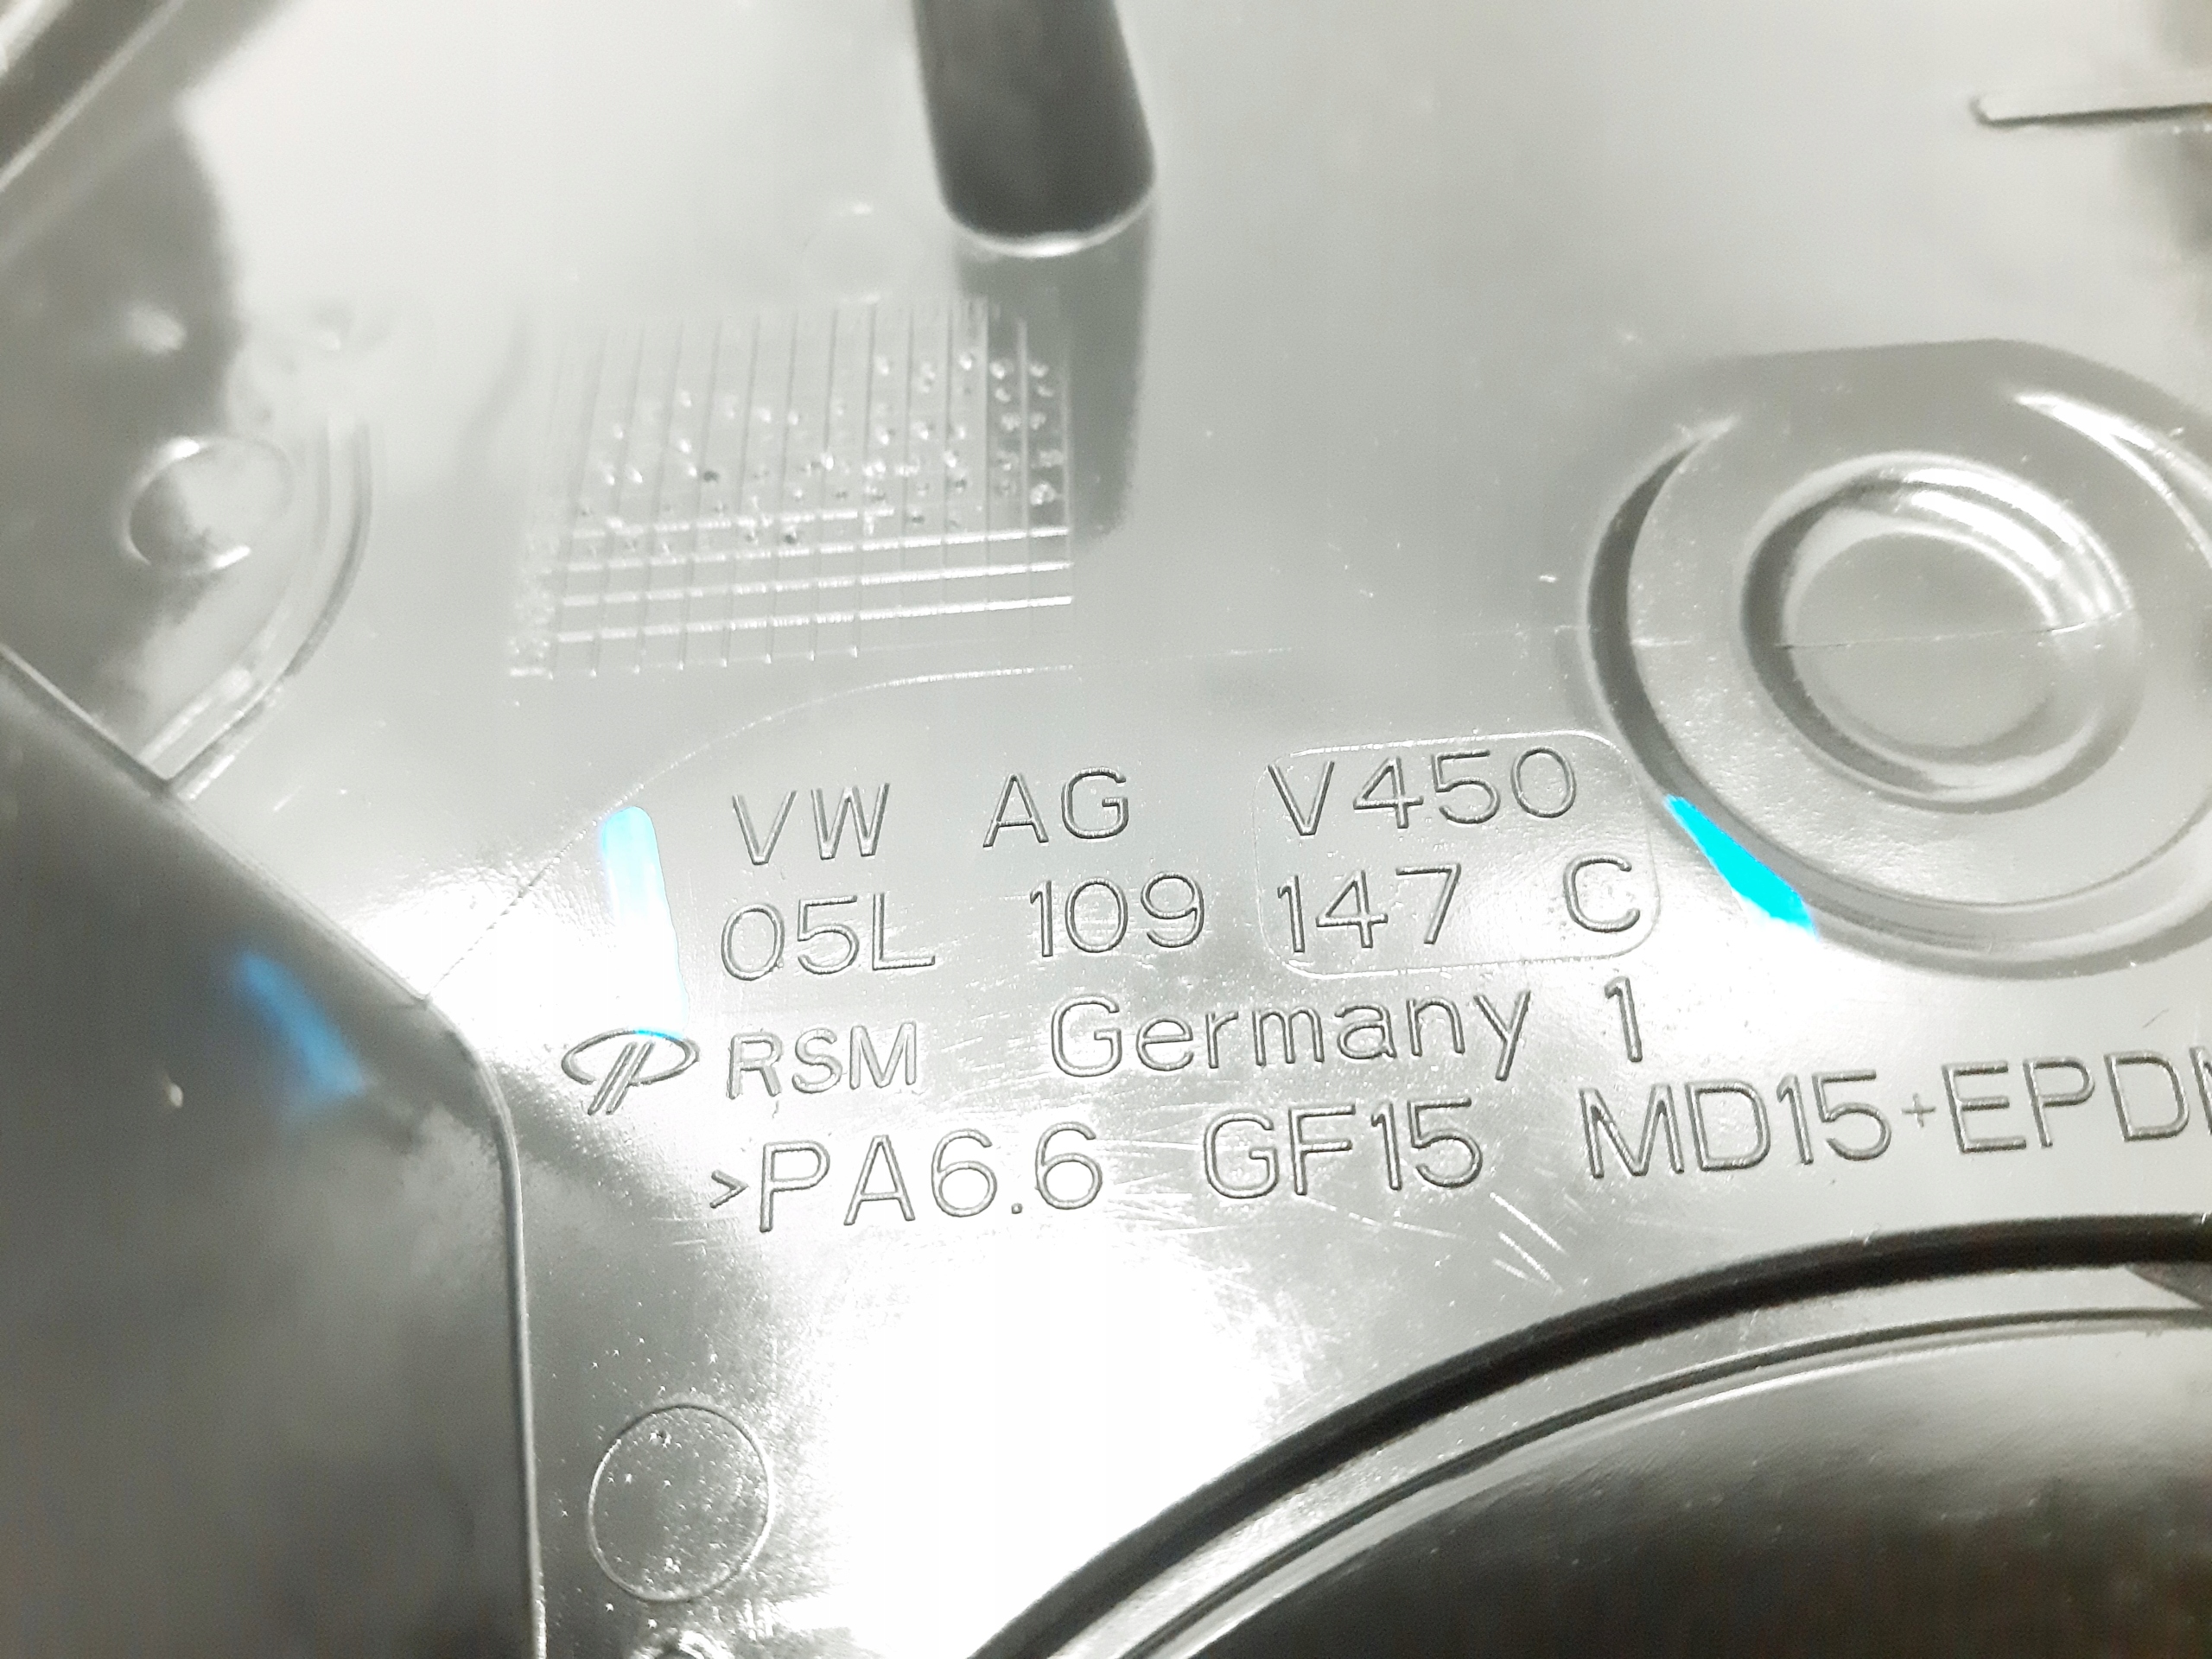 VW AG V450
05L 109 147 C
RSM Germany 1
>PA6.6 GF15 MD15+EPD